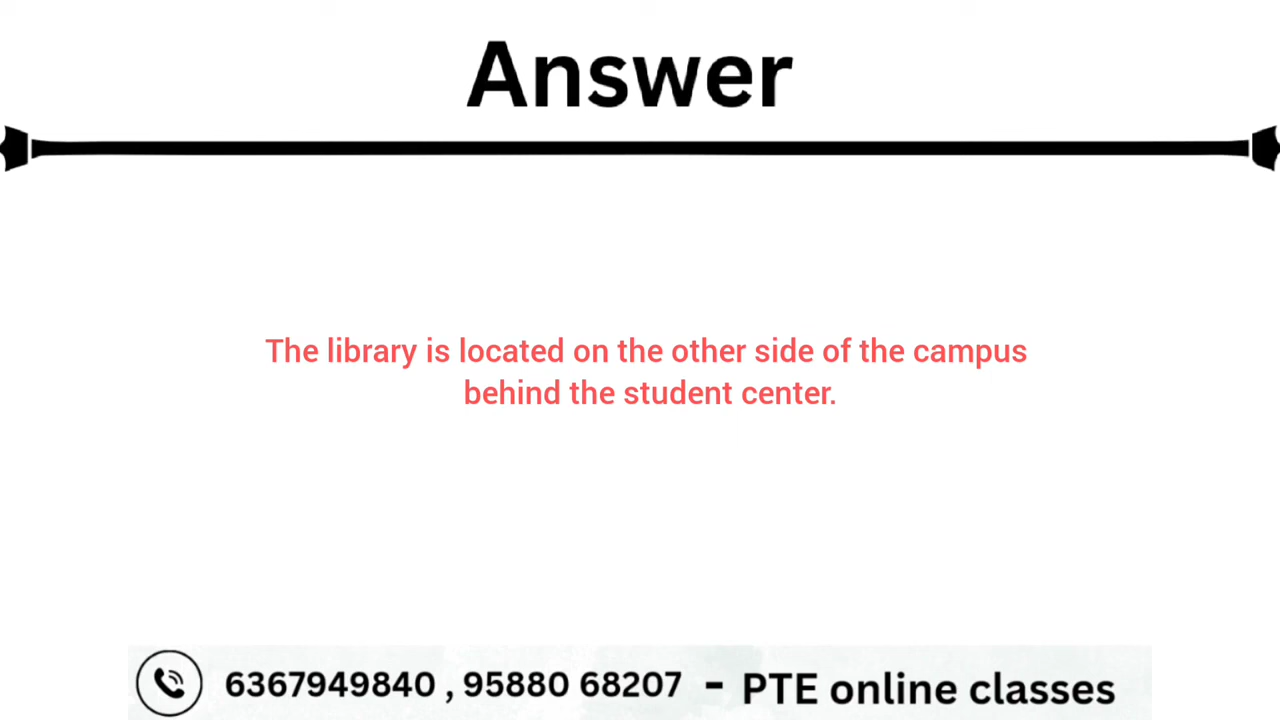 Answer
The library is located on the other side of the campus
behind the student center.
6367949840 , 95880 68207 - PTE online classes